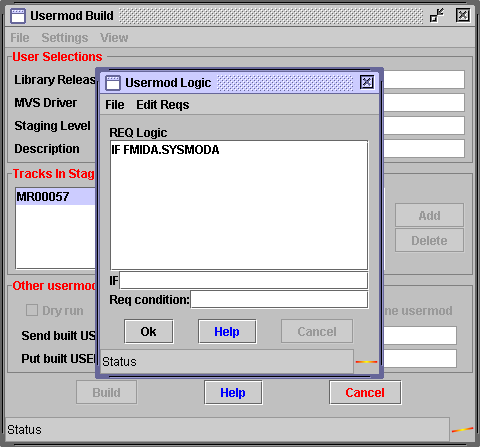 Usermod Build
File Settings View
User Selections
Library Releas
MVS Driver
Staging Level
Description
Tracks In Stag
MR00057
Add
Delete
Other usermod
Dry run
ne usermod
Send built USE
Put built USE
Build
Help
Cancel
Status
Usermod Logic
File Edit Reqs
REQ Logic
IF FMIDA.SYSMODA
IF
Req condition:
Ok
Help
Cancel
Status